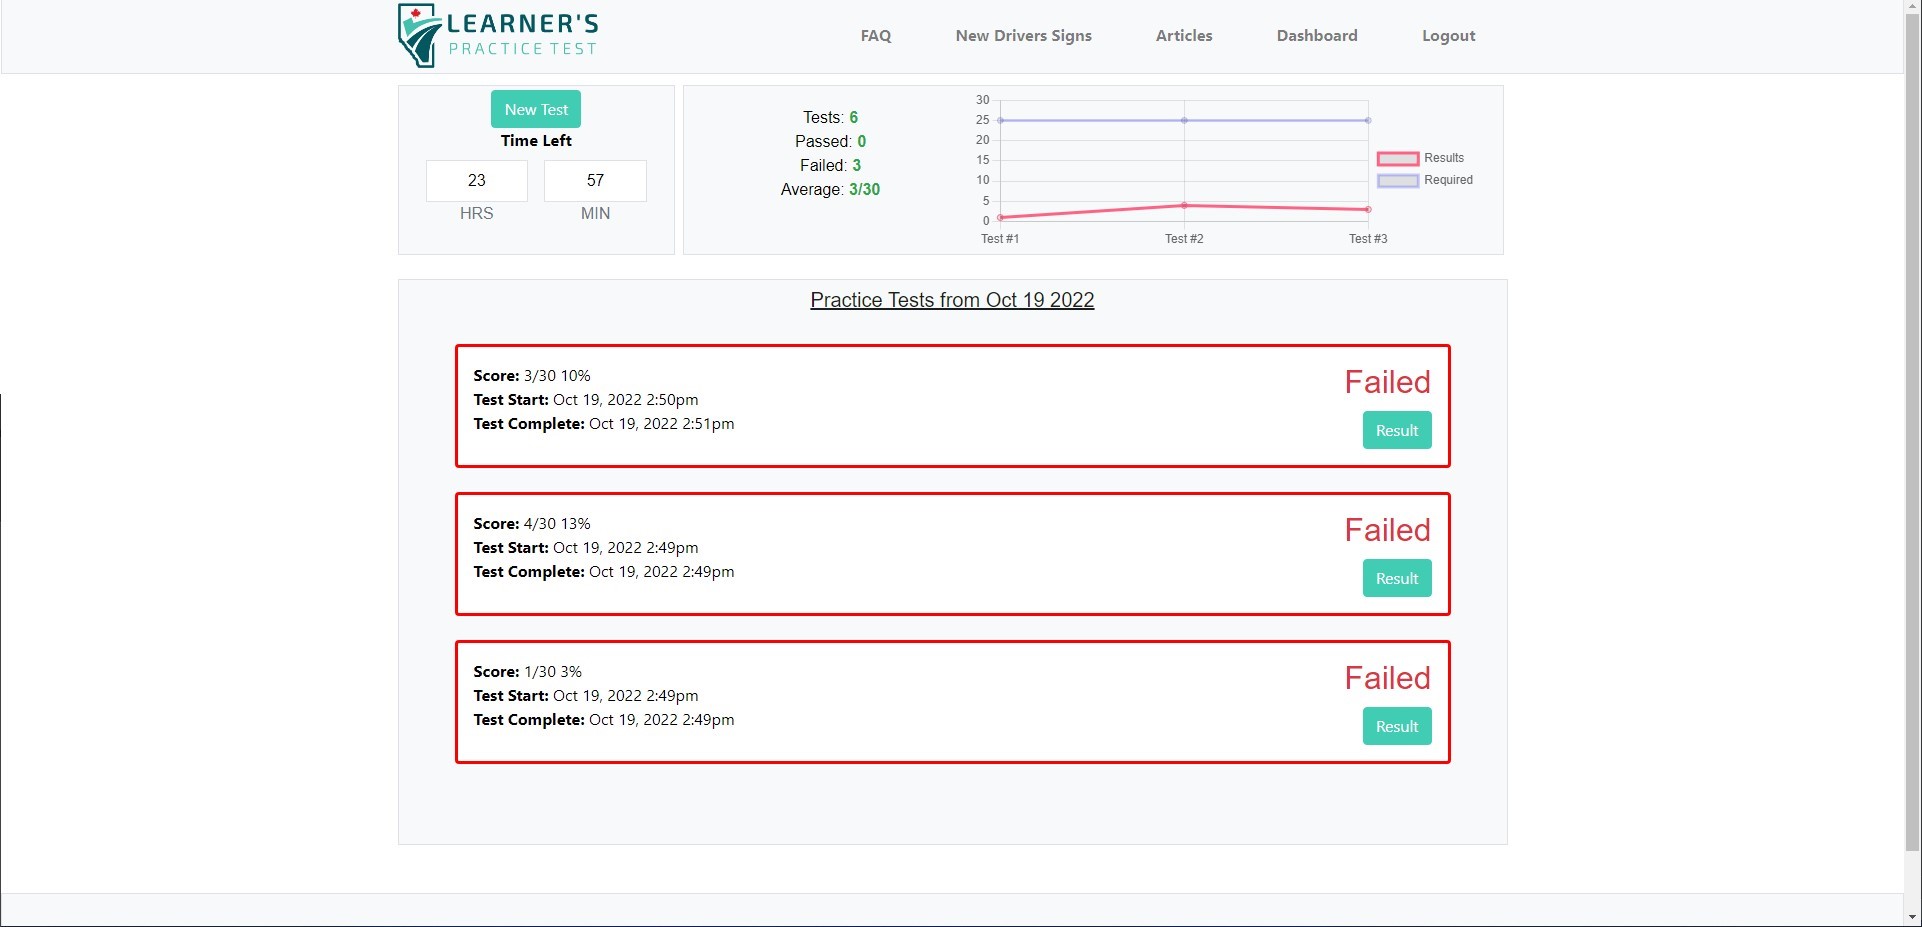 LEARNER'S
PRACTICE TEST
FAQ New Drivers Signs Articles Dashboard Logout
New Test
Time Left
23 57
HRS MIN
Tests: 6
Passed: 0
Failed: 3
Average: 3/30
30
25
20
15
10
5
0
Test #1 Test #2 Test #3
Results
Required
Practice Tests from Oct 19 2022
Score: 3/30 10%
Test Start: Oct 19, 2022 2:50pm
Test Complete: Oct 19, 2022 2:51pm
Failed
Result
Score: 4/30 13%
Test Start: Oct 19, 2022 2:49pm
Test Complete: Oct 19, 2022 2:49pm
Failed
Result
Score: 1/30 3%
Test Start: Oct 19, 2022 2:49pm
Test Complete: Oct 19, 2022 2:49pm
Failed
Result